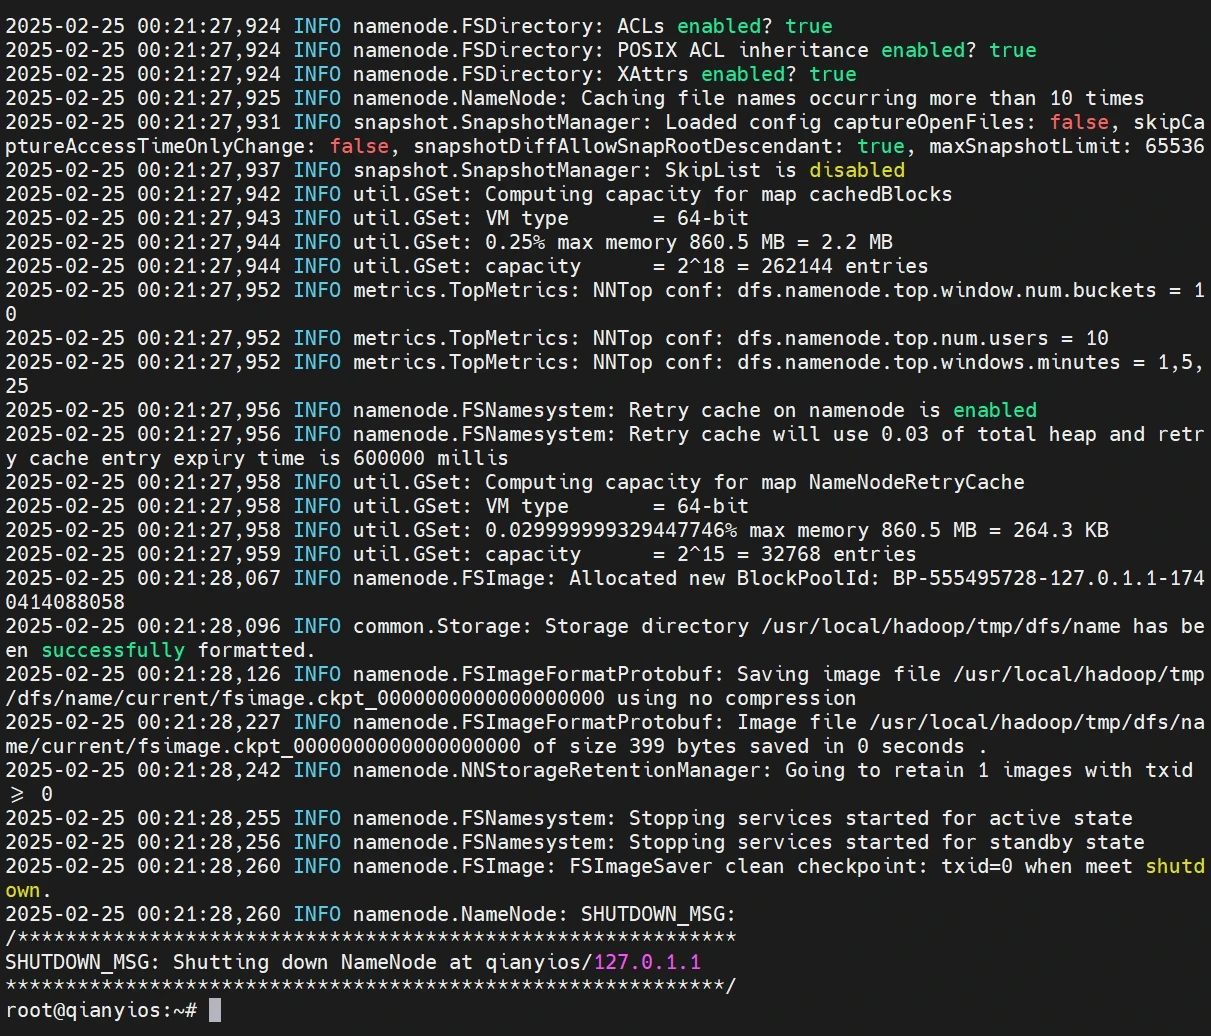 2025-02-25 00:21:27,924 INFO namenode.FSDirectory: ACLs enabled? true
2025-02-25 00:21:27,924 INFO namenode.FSDirectory: POSIX ACL inheritance enabled? true
2025-02-25 00:21:27,924 INFO namenode.FSDirectory: XAttrs enabled? true
2025-02-25 00:21:27,925 INFO namenode.NameNode: Caching file names occurring more than 10 times
2025-02-25 00:21:27,931 INFO snapshot.SnapshotManager: Loaded config captureOpenFiles: false, skipCa
ptureAccessTimeOnlyChange: false, snapshotDiffAllowSnapRootDescendant: true, maxSnapshotLimit: 65536
2025-02-25 00:21:27,937 INFO snapshot.SnapshotManager: SkipList is disabled
2025-02-25 00:21:27,942 INFO util.GSet: Computing capacity for map cachedBlocks
2025-02-25 00:21:27,943 INFO util.GSet: VM type       = 64-bit
2025-02-25 00:21:27,944 INFO util.GSet: 0.25% max memory 860.5 MB = 2.2 MB
2025-02-25 00:21:27,944 INFO util.GSet: capacity      = 2^18 = 262144 entries
2025-02-25 00:21:27,952 INFO metrics.TopMetrics: NNTop conf: dfs.namenode.top.window.num.buckets = 1
0
2025-02-25 00:21:27,952 INFO metrics.TopMetrics: NNTop conf: dfs.namenode.top.num.users = 10
2025-02-25 00:21:27,952 INFO metrics.TopMetrics: NNTop conf: dfs.namenode.top.windows.minutes = 1,5,
25
2025-02-25 00:21:27,956 INFO namenode.FSNamesystem: Retry cache on namenode is enabled
2025-02-25 00:21:27,956 INFO namenode.FSNamesystem: Retry cache will use 0.03 of total heap and retr
y cache entry expiry time is 600000 millis
2025-02-25 00:21:27,958 INFO util.GSet: Computing capacity for map NameNodeRetryCache
2025-02-25 00:21:27,958 INFO util.GSet: VM type       = 64-bit
2025-02-25 00:21:27,958 INFO util.GSet: 0.029999999329447746% max memory 860.5 MB = 264.3 KB
2025-02-25 00:21:27,959 INFO util.GSet: capacity      = 2^15 = 32768 entries
2025-02-25 00:21:28,067 INFO namenode.FSImage: Allocated new BlockPoolId: BP-555495728-127.0.1.1-174
0414088058
2025-02-25 00:21:28,096 INFO common.Storage: Storage directory /usr/local/hadoop/tmp/dfs/name has be
en successfully formatted.
2025-02-25 00:21:28,126 INFO namenode.FSImageFormatProtobuf: Saving image file /usr/local/hadoop/tmp
/dfs/name/current/fsimage.ckpt_0000000000000000000 using no compression
2025-02-25 00:21:28,227 INFO namenode.FSImageFormatProtobuf: Image file /usr/local/hadoop/tmp/dfs/na
me/current/fsimage.ckpt_0000000000000000000 of size 399 bytes saved in 0 seconds .
2025-02-25 00:21:28,242 INFO namenode.NNStorageRetentionManager: Going to retain 1 images with txid
⩾ 0
2025-02-25 00:21:28,255 INFO namenode.FSNamesystem: Stopping services started for active state
2025-02-25 00:21:28,256 INFO namenode.FSNamesystem: Stopping services started for standby state
2025-02-25 00:21:28,260 INFO namenode.FSImage: FSImageSaver clean checkpoint: txid=0 when meet shutd
own.
2025-02-25 00:21:28,260 INFO namenode.NameNode: SHUTDOWN_MSG:
/************************************************************
SHUTDOWN_MSG: Shutting down NameNode at qianyios/127.0.1.1
************************************************************/
root@qianyios:~#